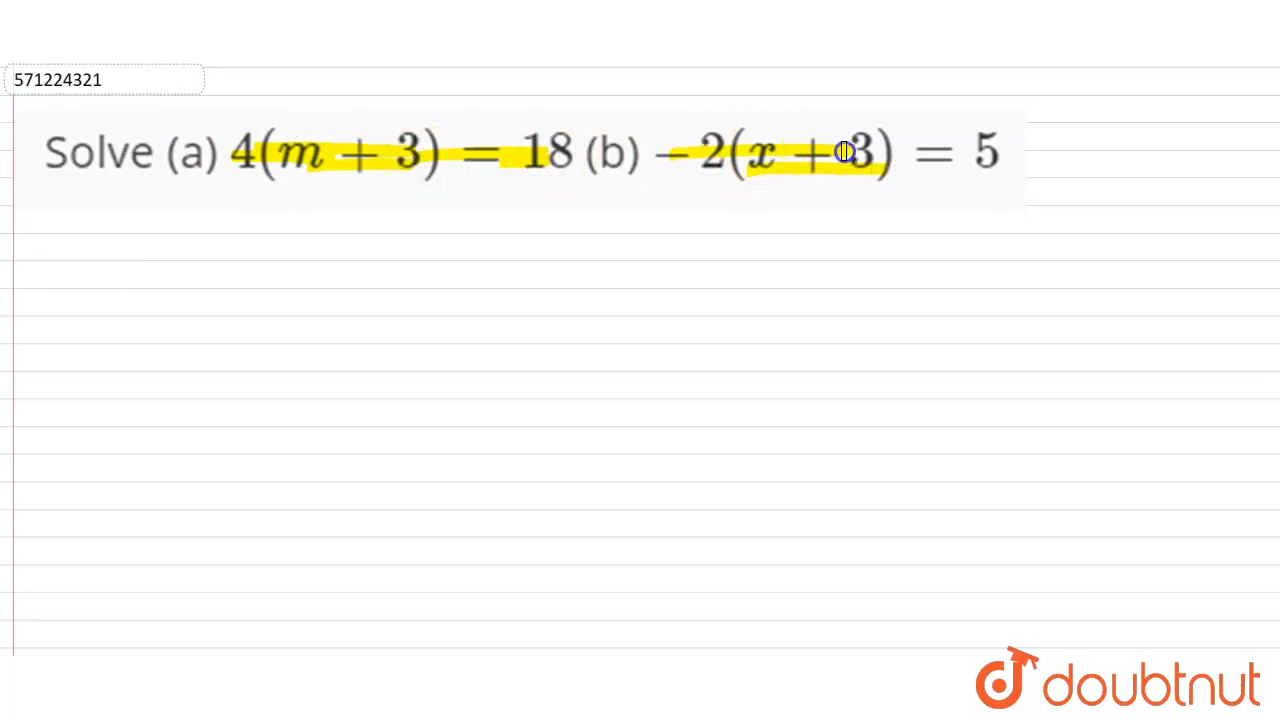 571224321
Solve (a) 4(m + 3) = 18 (b) −2(x + 3) = 5
doubtnut